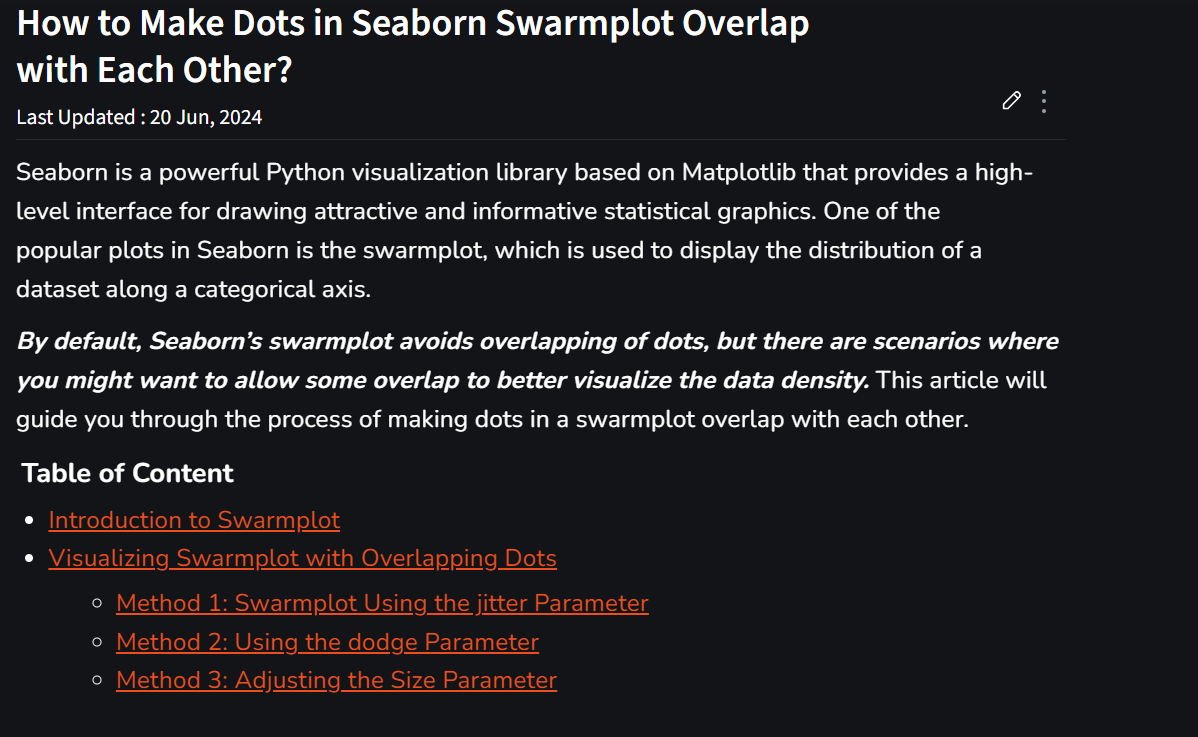 How to Make Dots in Seaborn Swarmplot Overlap
with Each Other?
Last Updated : 20 Jun, 2024
Seaborn is a powerful Python visualization library based on Matplotlib that provides a high-
level interface for drawing attractive and informative statistical graphics. One of the
popular plots in Seaborn is the swarmplot, which is used to display the distribution of a
dataset along a categorical axis.
By default, Seaborn’s swarmplot avoids overlapping of dots, but there are scenarios where
you might want to allow some overlap to better visualize the data density. This article will
guide you through the process of making dots in a swarmplot overlap with each other.
Table of Content
Introduction to Swarmplot
Visualizing Swarmplot with Overlapping Dots
Method 1: Swarmplot Using the jitter Parameter
Method 2: Using the dodge Parameter
Method 3: Adjusting the Size Parameter